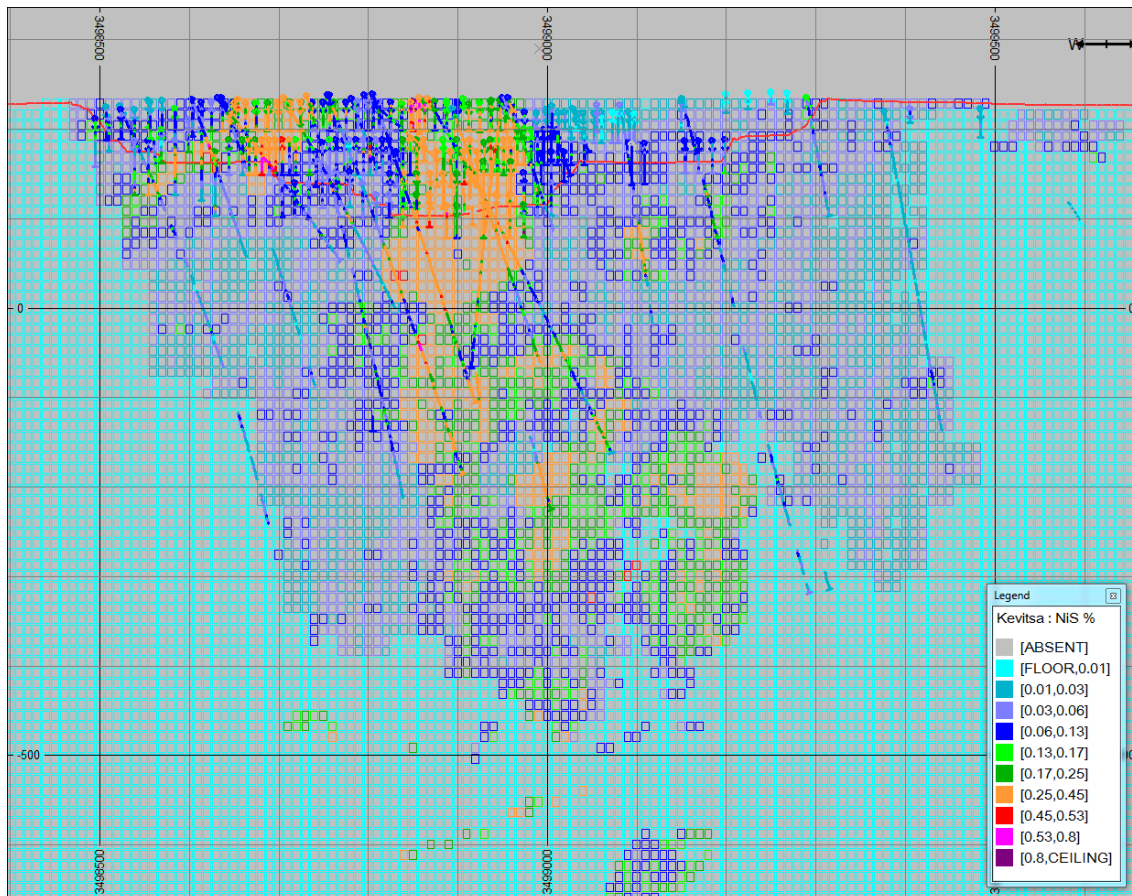 3498500
3499000
3499500
W
0
0
-500
Legend
Kevitsa : NiS %
[ABSENT]
[FLOOR,0.01]
[0.01,0.03]
[0.03,0.06]
[0.06,0.13]
[0.13,0.17]
[0.17,0.25]
[0.25,0.45]
[0.45,0.53]
[0.53,0.8]
[0.8,CEILING]
3498500
3499000